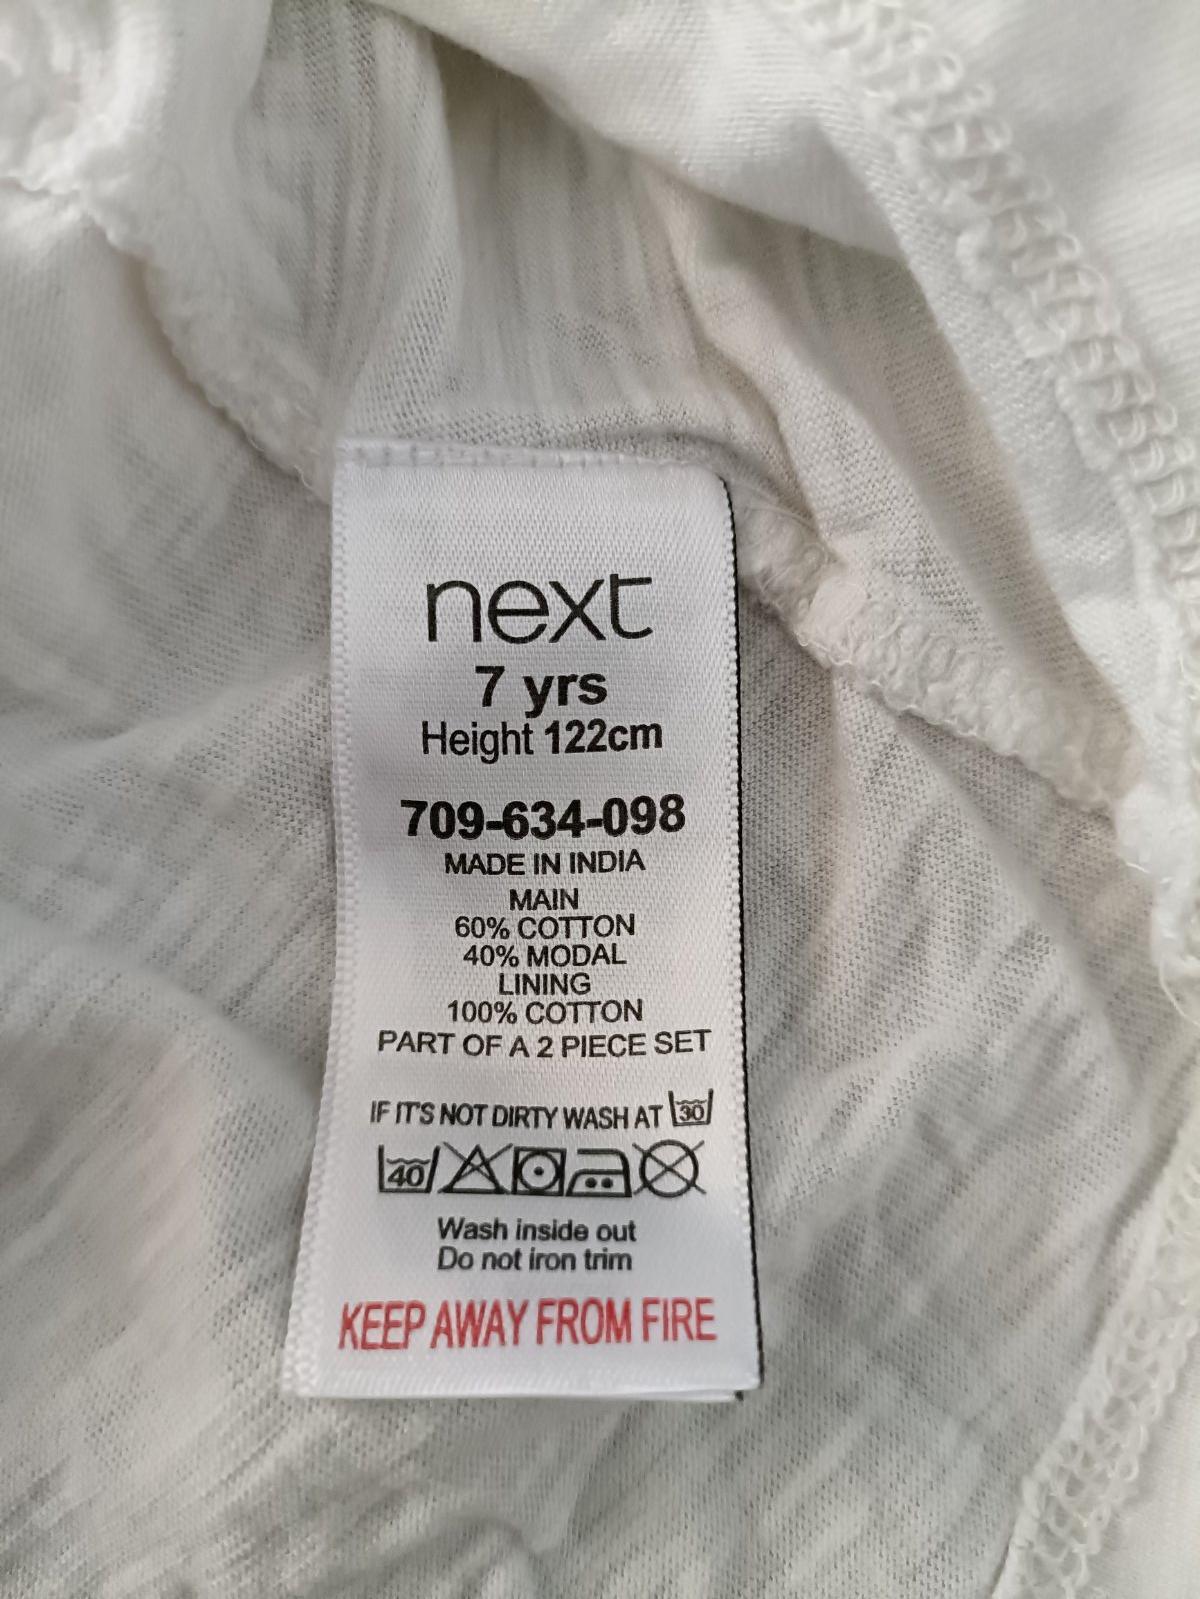 next
7 yrs
Height 122cm
709-634-098
MADE IN INDIA
MAIN
60% COTTON
40% MODAL
LINING
100% COTTON
PART OF A 2 PIECE SET
IF IT'S NOT DIRTY WASH AT 30
40
Wash inside out
Do not iron trim
KEEP AWAY FROM FIRE